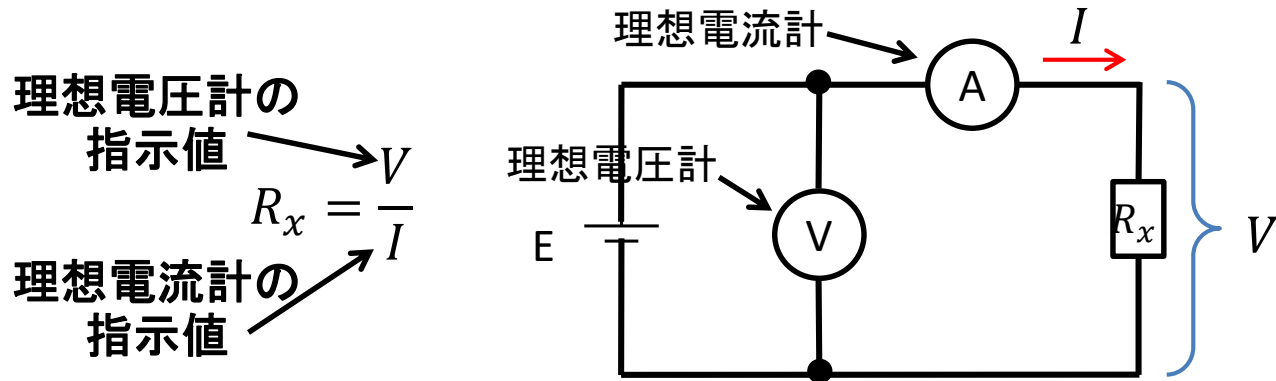 理想電圧計の
指示値
R_x = V/I
理想電流計の
指示値
理想電流計
I
A
理想電圧計
V
E
R_x
V